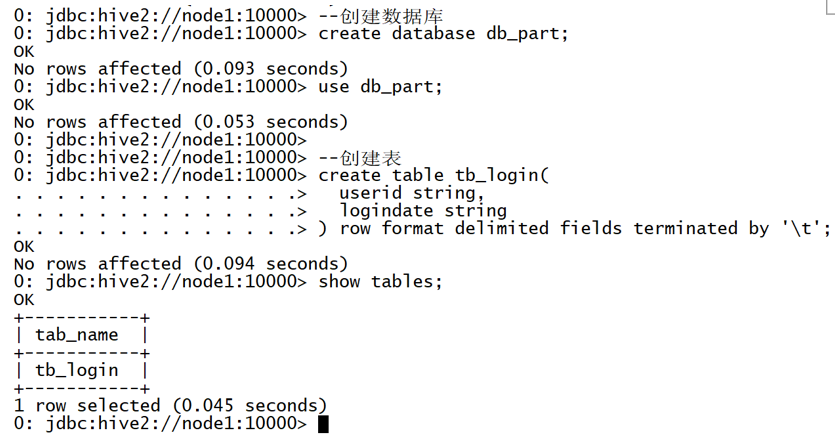 0: jdbc:hive2://node1:10000> --创建数据库
0: jdbc:hive2://node1:10000> create database db_part;
OK
No rows affected (0.093 seconds)
0: jdbc:hive2://node1:10000> use db_part;
OK
No rows affected (0.053 seconds)
0: jdbc:hive2://node1:10000>
0: jdbc:hive2://node1:10000> --创建表
0: jdbc:hive2://node1:10000> create table tb_login(
. . . . . . . . . . . . . . .>   userid string,
. . . . . . . . . . . . . . .>   logindate string
. . . . . . . . . . . . . . .> ) row format delimited fields terminated by '\t';
OK
No rows affected (0.094 seconds)
0: jdbc:hive2://node1:10000> show tables;
OK
+-----------+
| tab_name  |
+-----------+
| tb_login  |
+-----------+
1 row selected (0.045 seconds)
0: jdbc:hive2://node1:10000>